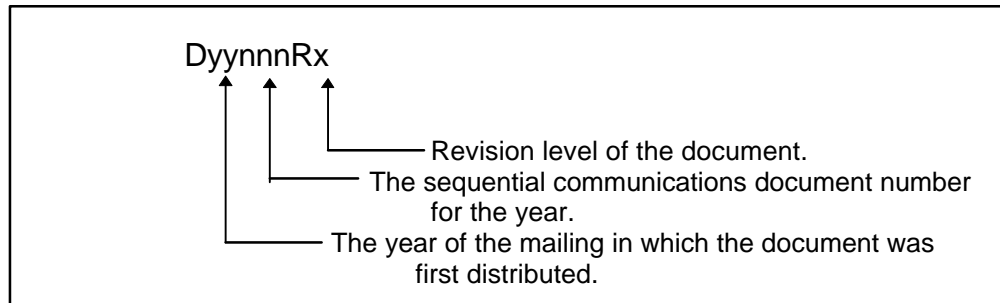 DyynnnRx
Revision level of the document.
The sequential communications document number
for the year.
The year of the mailing in which the document was
first distributed.